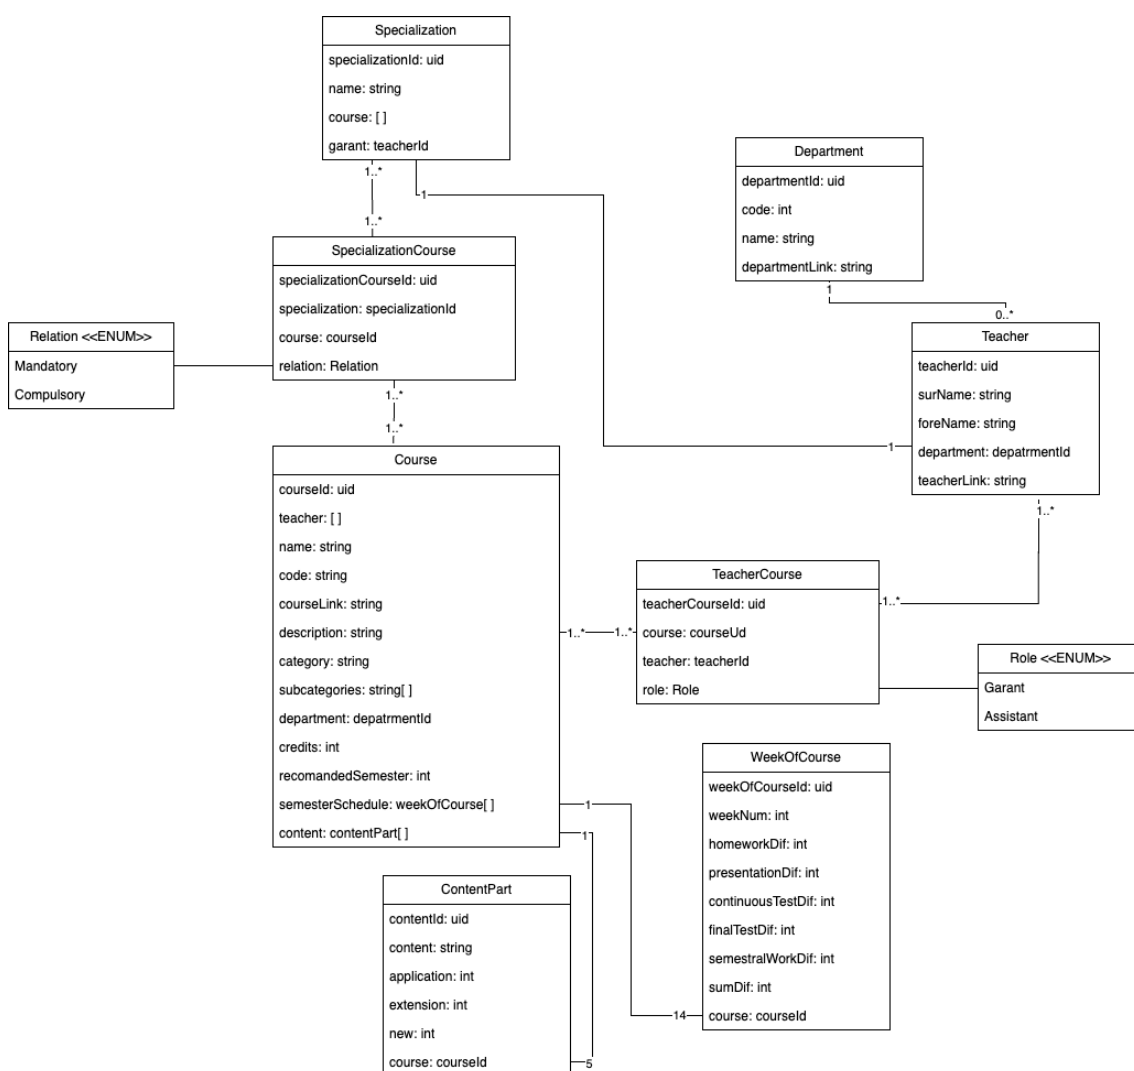 Specialization
specializationId: uid
name: string
course: [ ]
garant: teacherId
1..*
1
1..*
SpecializationCourse
specializationCourseId: uid
specialization: specializationId
course: courseId
relation: Relation
1..*
Relation <<ENUM>>
Mandatory
Compulsory
Department
departmentId: uid
code: int
name: string
departmentLink: string
1
0..*
Teacher
teacherId: uid
surName: string
foreName: string
department: depatrmentId
teacherLink: string
1
1..*
1..*
Course
courseId: uid
teacher: [ ]
name: string
code: string
courseLink: string
description: string
category: string
subcategories: string[ ]
department: depatrmentId
credits: int
recomandedSemester: int
semesterSchedule: weekOfCourse[ ]
content: contentPart[ ]
1..*
1..*
1
1
TeacherCourse
teacherCourseId: uid
course: courseUd
teacher: teacherId
role: Role
1..*
Role <<ENUM>>
Garant
Assistant
WeekOfCourse
weekOfCourseId: uid
weekNum: int
homeworkDif: int
presentationDif: int
continuousTestDif: int
finalTestDif: int
semestralWorkDif: int
sumDif: int
course: courseId
14
ContentPart
contentId: uid
content: string
application: int
extension: int
new: int
course: courseId
5